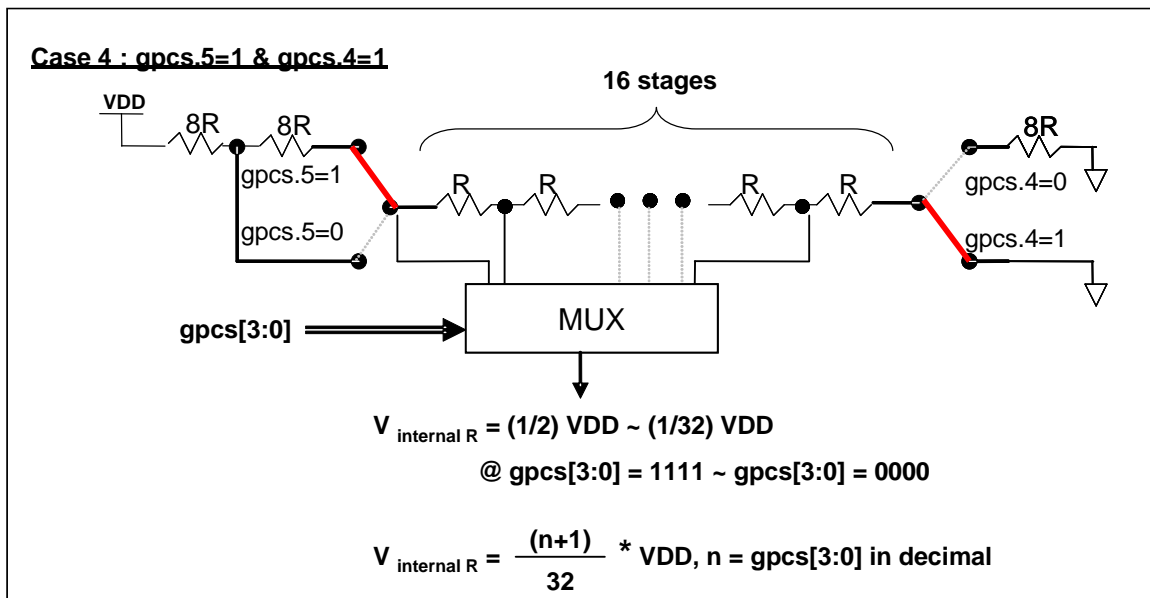 Case 4 : gpcs.5=1 & gpcs.4=1
16 stages
VDD
8R
8R
8R
gpcs.5=1
R
R
R
R
gpcs.4=0
gpcs.5=0
gpcs.4=1
MUX
gpcs[3:0]
V internal R = (1/2) VDD ~ (1/32) VDD
@ gpcs[3:0] = 1111 ~ gpcs[3:0] = 0000
V internal R = (n+1) / 32 * VDD, n = gpcs[3:0] in decimal